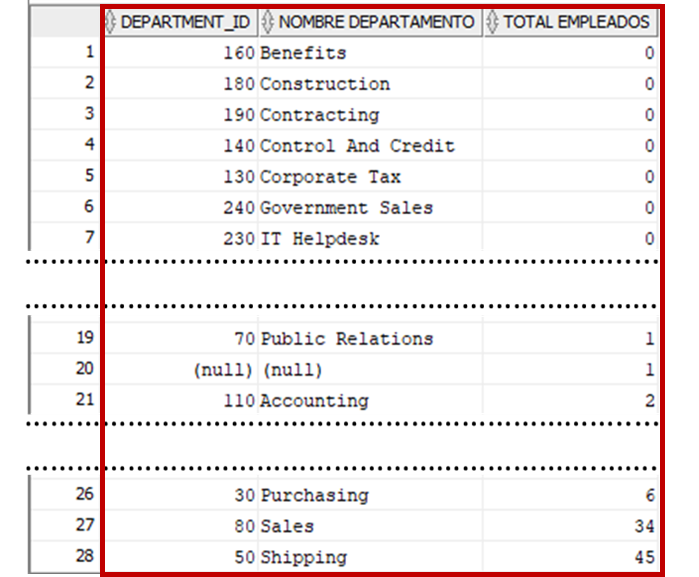 DEPARTMENT_ID NOMBRE DEPARTAMENTO TOTAL EMPLEADOS
1 160 Benefits 0
2 180 Construction 0
3 190 Contracting 0
4 140 Control And Credit 0
5 130 Corporate Tax 0
6 240 Government Sales 0
7 230 IT Helpdesk 0
19 70 Public Relations 1
20 (null) (null) 1
21 110 Accounting 2
26 30 Purchasing 6
27 80 Sales 34
28 50 Shipping 45